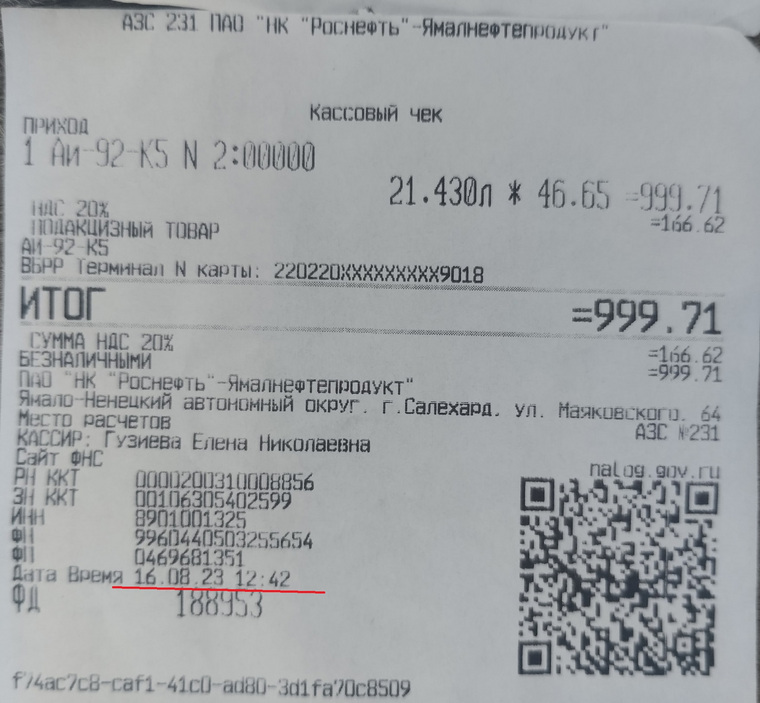 АЗС 231 ПАО "НК "Роснефть"-Ямалнефтепродукт"
Кассовый чек
ПРИХОД
1 Аи-92-К5 N 2:00000
21.430л * 46.65 =999.71
НДС 20% =166.62
ПОДАКЦИЗНЫЙ ТОВАР
АИ-92-К5
ВБРР Терминал N карты: 220220XXXXXXXXX9018
ИТОГ =999.71
СУММА НДС 20% =166.62
БЕЗНАЛИЧНЫМИ =999.71
ПАО "НК "Роснефть"-Ямалнефтепродукт"
Ямало-Ненецкий автономный округ. г.Салехард, ул. Маяковского. 64
Место расчетов АЗС №231
КАССИР: Гузиева Елена Николаевна
Сайт ФНС nalog.gov.ru
РН ККТ 0000200310008856
ЗН ККТ 00106305402599
ИНН 8901001325
ФН 9960440503255654
ФП 0469681351
Дата Время 16.08.23 12:42
ФД 188953
f74ac7c8-caf1-41c0-ad80-3d1fa70c8509